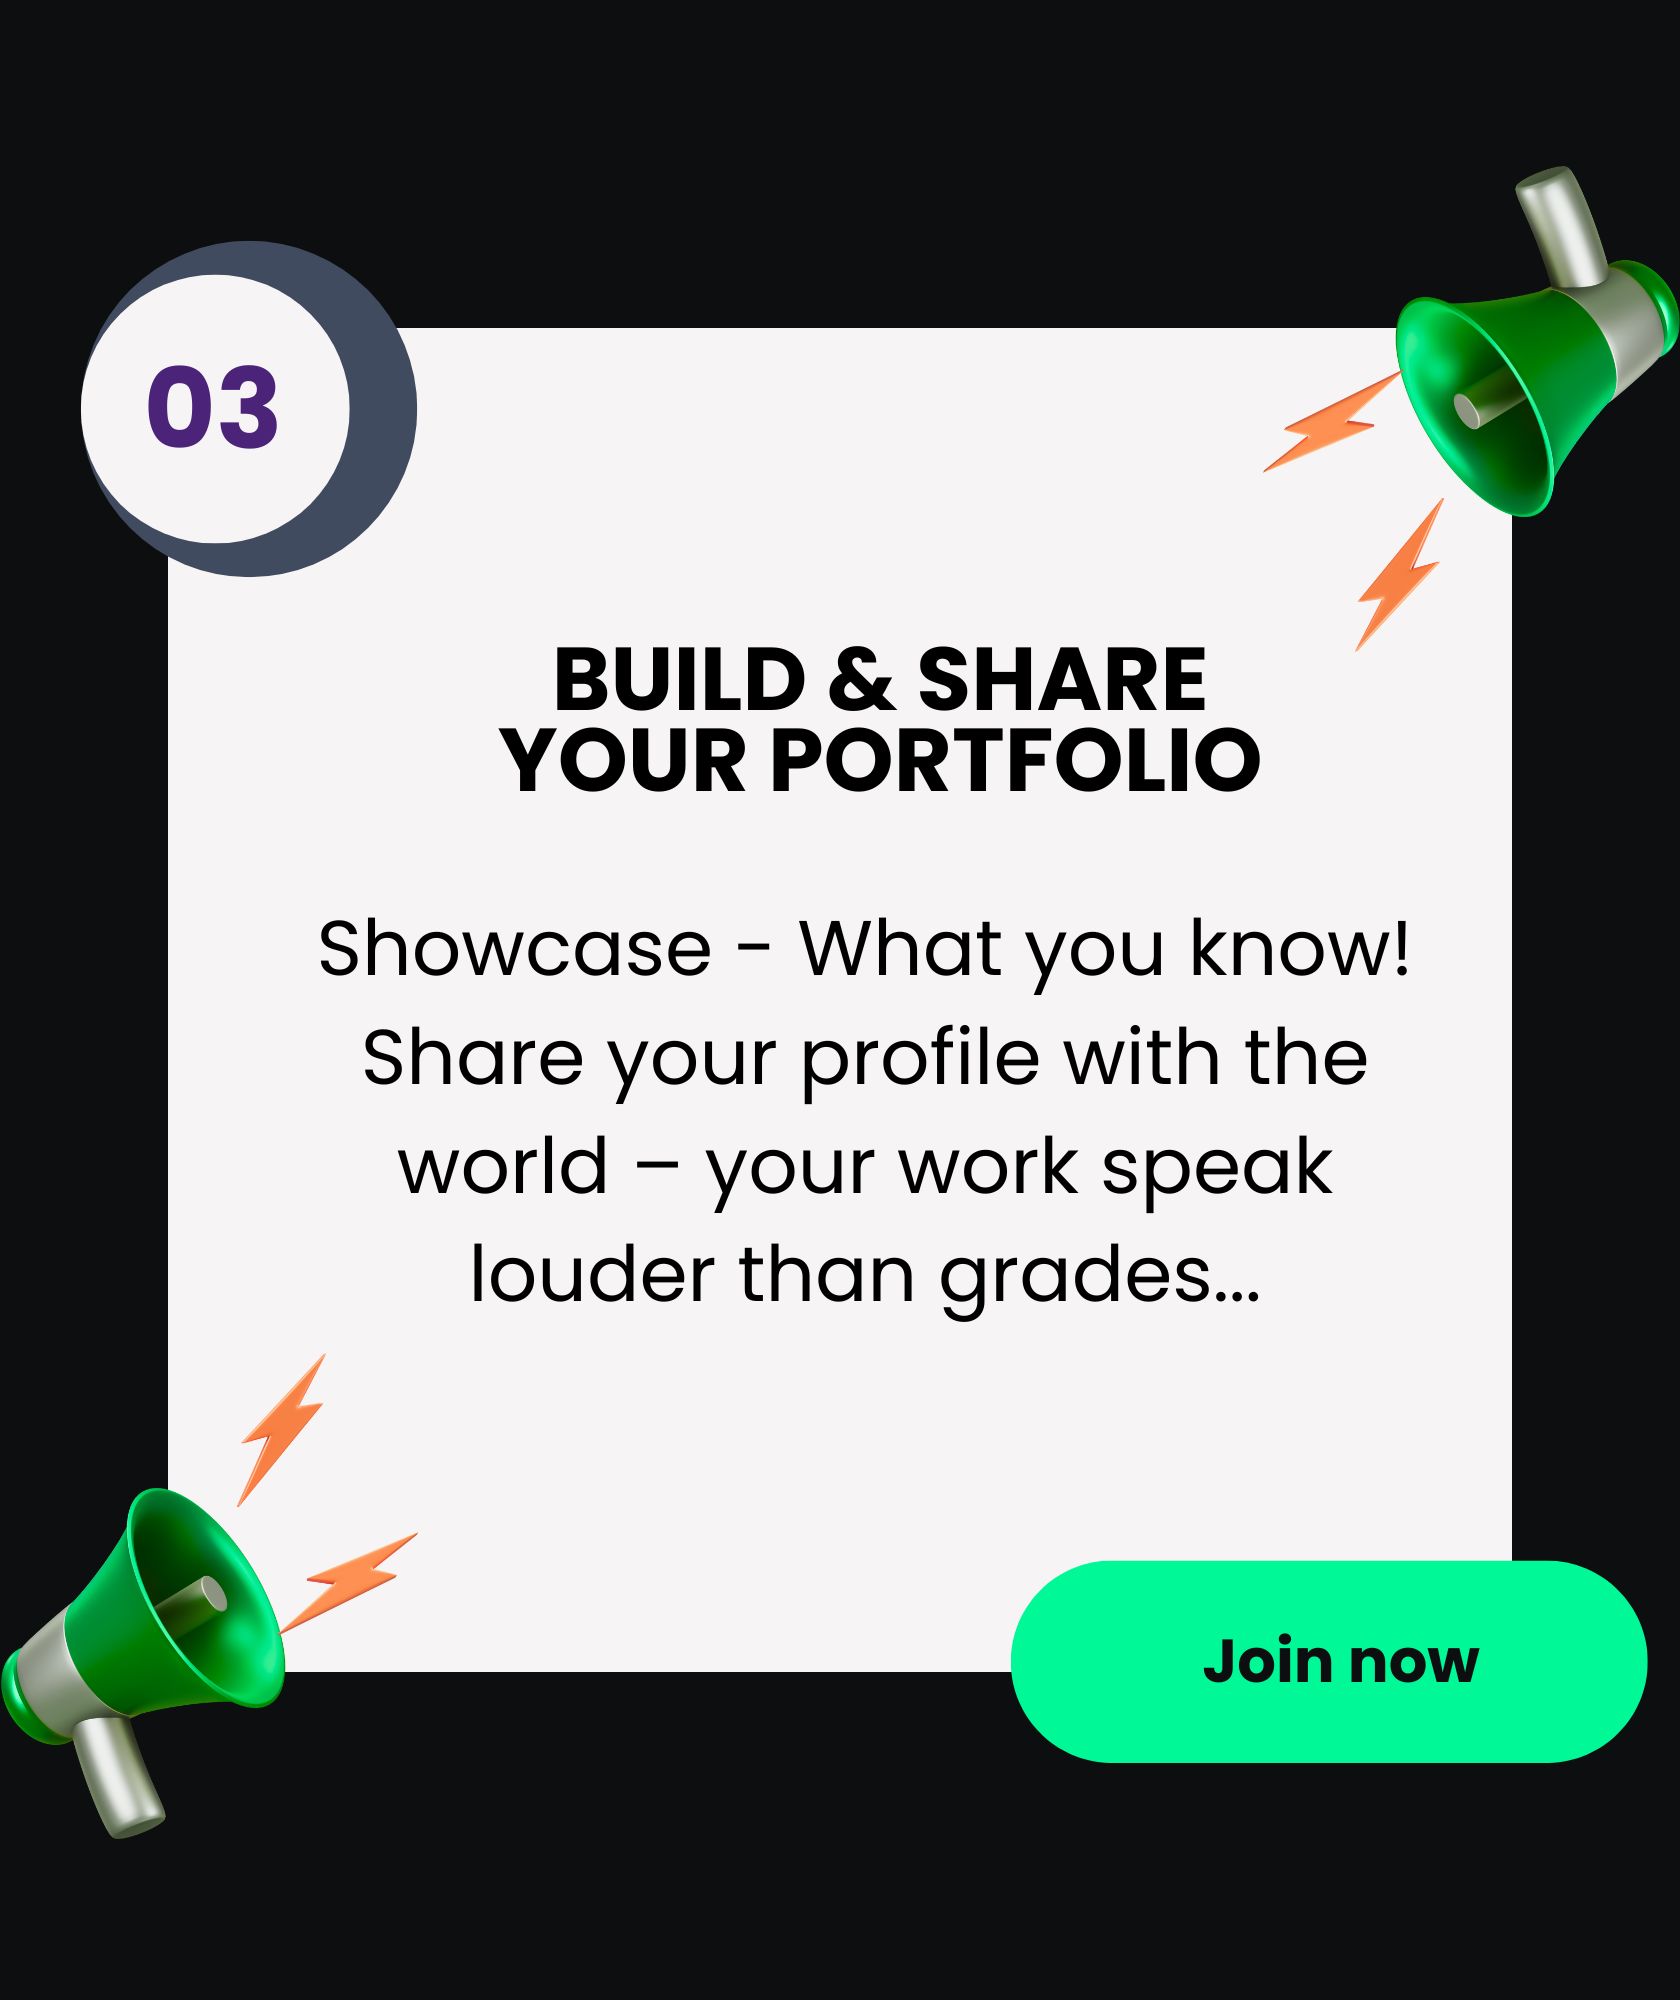 03
BUILD & SHARE
YOUR PORTFOLIO
Showcase - What you know!
Share your profile with the
world – your work speak
louder than grades...
Join now